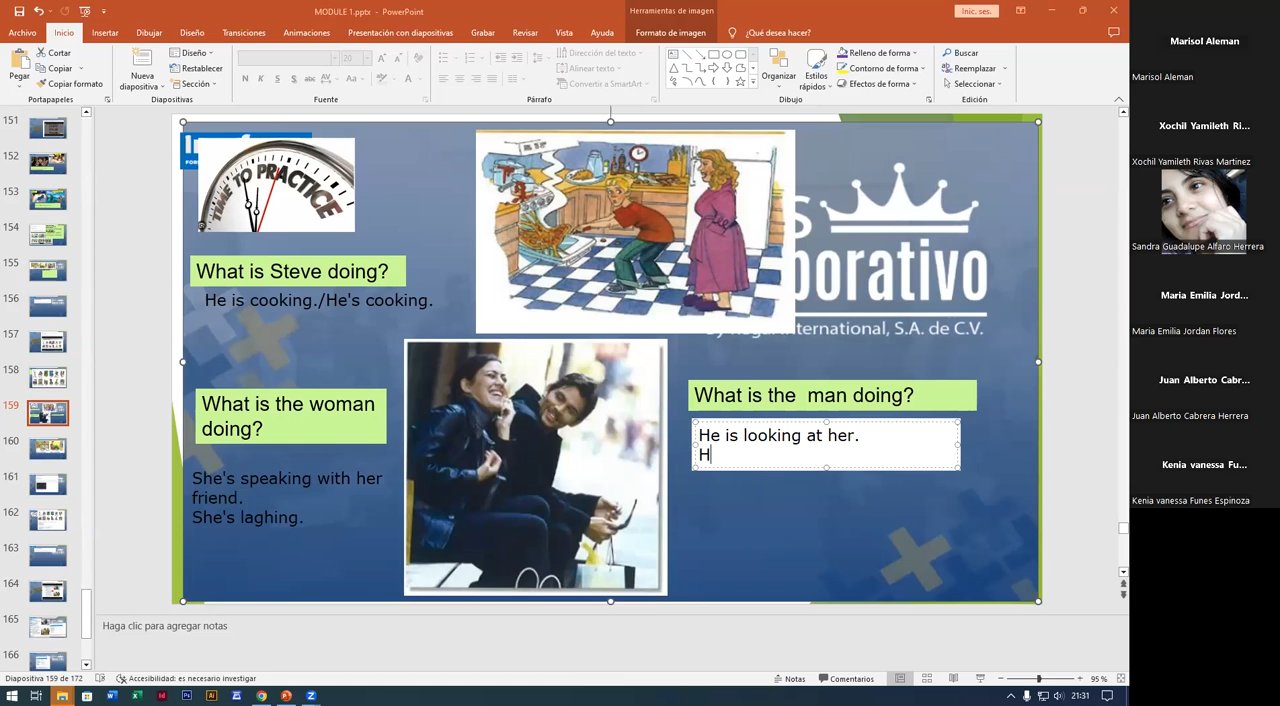 MODULE 1.pptx - PowerPoint
Herramientas de imagen
Inic. ses.
Archivo Inicio Insertar Dibujar Diseño Transiciones Animaciones Presentación con diapositivas Grabar Revisar Vista Ayuda Formato de imagen ¿Qué desea hacer?
Pegar
Cortar
Copiar
Copiar formato
Portapapeles
Nueva
diapositiva
Diseño
Restablecer
Sección
Diapositivas
20
N K S S abc AV Aa A
Fuente
Dirección del texto
Alinear texto
Convertir a SmartArt
Párrafo
Organizar
Estilos
rápidos
Relleno de forma
Contorno de forma
Efectos de forma
Dibujo
Buscar
Reemplazar
Seleccionar
Edición
151
152
153
154
155
156
157
158
159
160
161
162
163
164
165
166
TIME TO PRACTICE
What is Steve doing?
He is cooking./He's cooking.
What is the woman
doing?
She's speaking with her
friend.
She's laghing.
What is the man doing?
He is looking at her.
H
S
porativo
International, S.A. de C.V.
Haga clic para agregar notas
Diapositiva 159 de 172
Accesibilidad: es necesario investigar
Notas
Comentarios
95 %
21:31
Marisol Aleman
Marisol Aleman
Xochil Yamileth Ri...
Xochil Yamileth Rivas Martinez
Sandra Guadalupe Alfaro Herrera
Maria Emilia Jord...
Maria Emilia Jordan Flores
Juan Alberto Cabr...
Juan Alberto Cabrera Herrera
Kenia vanessa Fu...
Kenia vanessa Funes Espinoza